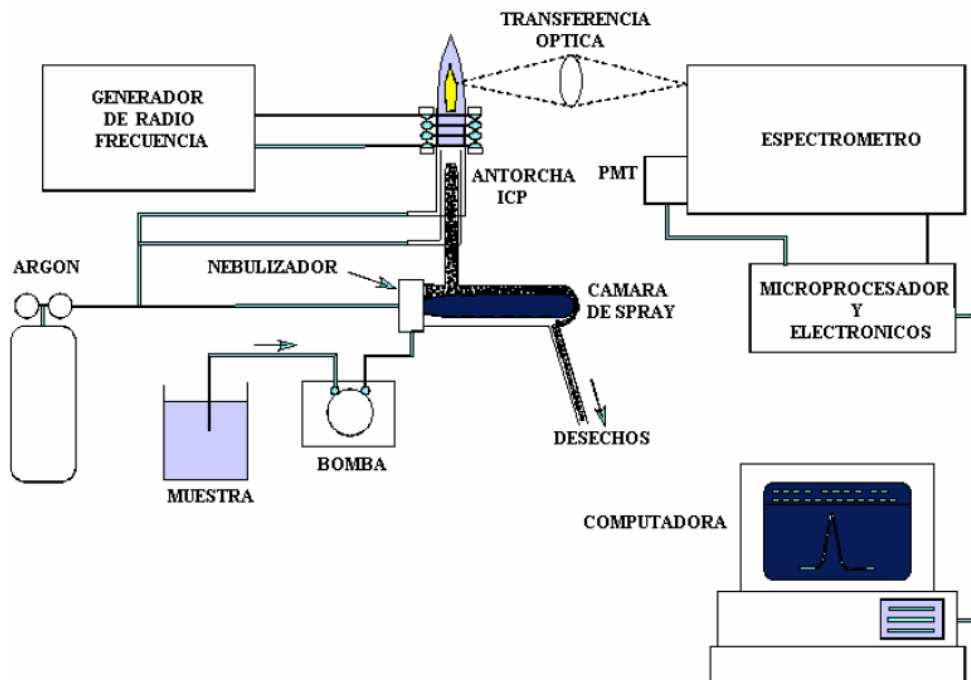 TRANSFERENCIA
OPTICA
GENERADOR
DE RADIO
FRECUENCIA
ESPECTROMETRO
PMT
ANTORCHA
ICP
ARGON
NEBULIZADOR
CAMARA
DE SPRAY
MICROPROCESADOR
Y
ELECTRONICOS
DESECHOS
BOMBA
MUESTRA
COMPUTADORA